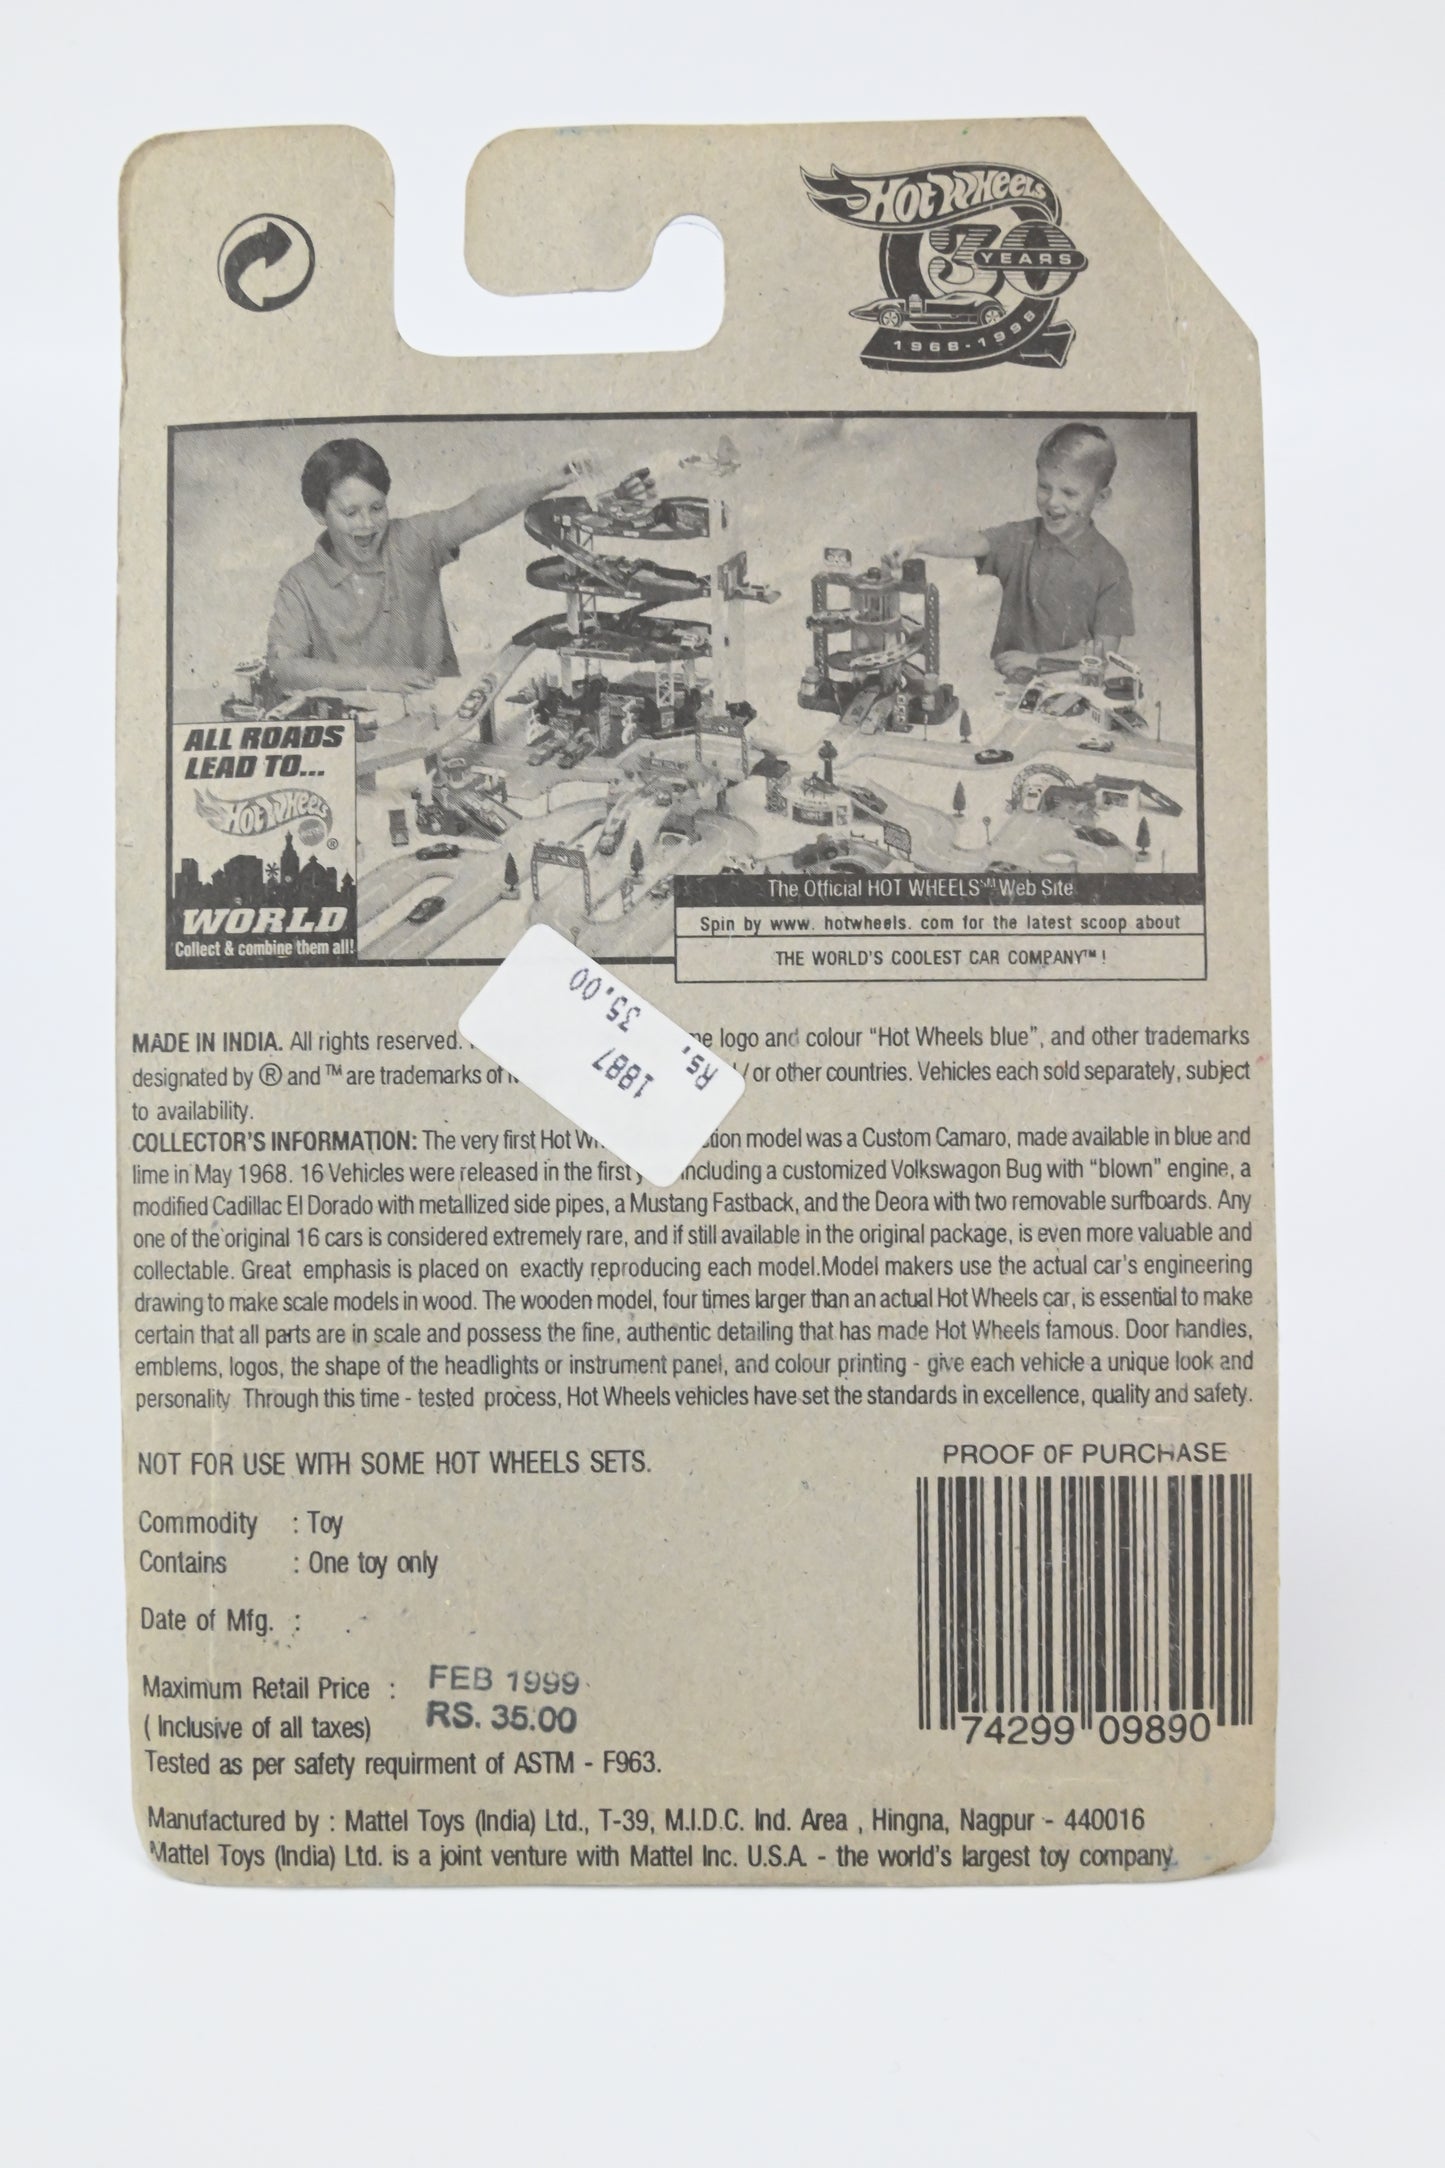 HOT WHEELS
30
YEARS
1968-1998
ALL ROADS
LEAD TO...
HOT WHEELS
®
WORLD
Collect & combine them all!
The Official HOT WHEELS℠ Web Site
Spin by www. hotwheels. com for the latest scoop about
THE WORLD'S COOLEST CAR COMPANY™ !
Rs. 35.00
1887
MADE IN INDIA. All rights reserved. logo and colour “Hot Wheels blue”, and other trademarks
designated by ® and ™ are trademarks of / or other countries. Vehicles each sold separately, subject
to availability.
COLLECTOR'S INFORMATION: The very first Hot model was a Custom Camaro, made available in blue and
lime in May 1968. 16 Vehicles were released in the first including a customized Volkswagon Bug with “blown” engine, a
modified Cadillac El Dorado with metallized side pipes, a Mustang Fastback, and the Deora with two removable surfboards. Any
one of the original 16 cars is considered extremely rare, and if still available in the original package, is even more valuable and
collectable. Great emphasis is placed on exactly reproducing each model.Model makers use the actual car's engineering
drawing to make scale models in wood. The wooden model, four times larger than an actual Hot Wheels car, is essential to make
certain that all parts are in scale and possess the fine, authentic detailing that has made Hot Wheels famous. Door handles,
emblems, logos, the shape of the headlights or instrument panel, and colour printing - give each vehicle a unique look and
personality. Through this time - tested process, Hot Wheels vehicles have set the standards in excellence, quality and safety.
NOT FOR USE WITH SOME HOT WHEELS SETS.
PROOF OF PURCHASE
Commodity : Toy
Contains : One toy only
Date of Mfg. :
FEB 1999
Maximum Retail Price :
RS. 35.00
( Inclusive of all taxes)
74299 09890
Tested as per safety requirment of ASTM - F963.
Manufactured by : Mattel Toys (India) Ltd., T-39, M.I.D.C. Ind. Area , Hingna, Nagpur - 440016
Mattel Toys (India) Ltd. is a joint venture with Mattel Inc. U.S.A. - the world's largest toy company.